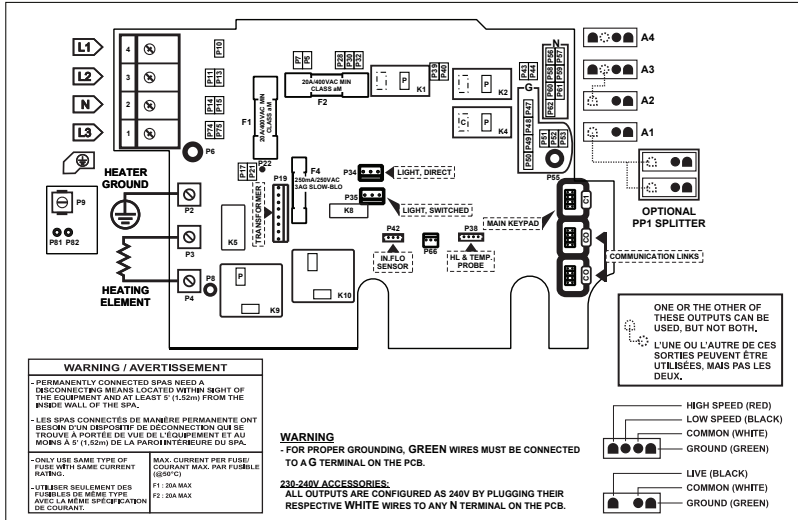 L1
L2
N
L3
4
3
2
1
P10
P11
P13
P14
P15
P74
P75
P6
P7
P5
P28
P30
P32
20A/400VAC MIN
CLASS aM
F2
F1
20A/400VAC MIN
CLASS aM
P
K1
P39
P40
P
K2
C
P
K4
P43
P44
N
P56
P57
P58
P59
P60
P61
P62
G
P47
P48
P49
P50
P51
P52
P53
P55
A4
A3
A2
A1
OPTIONAL
PP1 SPLITTER
P9
P81
P82
HEATER
GROUND
P2
P3
P4
HEATING
ELEMENT
P8
P17
P21
P22
P19
TRANSFORMER
F4
250mA/250VAC
3AG SLOW-BLO
P34
LIGHT, DIRECT
P35
LIGHT, SWITCHED
K8
K5
P
K9
K10
P42
IN.FLO
SENSOR
P66
P38
HL & TEMP.
PROBE
MAIN KEYPAD
C1
CO
CO
COMMUNICATION LINKS
ONE OR THE OTHER OF
THESE OUTPUTS CAN BE
USED, BUT NOT BOTH.
L'UNE OU L'AUTRE DE CES
SORTIES PEUVENT ÊTRE
UTILISÉES, MAIS PAS LES
DEUX.
WARNING / AVERTISSEMENT
- PERMANENTLY CONNECTED SPAS NEED A
DISCONNECTING MEANS LOCATED WITHIN SIGHT OF
THE EQUIPMENT AND AT LEAST 5' (1.52m) FROM THE
INSIDE WALL OF THE SPA.
- LES SPAS CONNECTÉS DE MANIÈRE PERMANENTE ONT
BESOIN D'UN DISPOSITIF DE DÉCONNECTION QUI SE
TROUVE À PORTÉE DE VUE DE L'ÉQUIPEMENT ET AU
MOINS À 5' (1,52m) DE LA PAROI INTÉRIEURE DU SPA.
- ONLY USE SAME TYPE OF
FUSE WITH SAME CURRENT
RATING.
- UTILISER SEULEMENT DES
FUSIBLES DE MÊME TYPE
AVEC LA MÊME SPÉCIFICATION
DE COURANT.
MAX. CURRENT PER FUSE/
COURANT MAX. PAR FUSIBLE
(@50°C)
F1 : 20A MAX
F2 : 20A MAX
WARNING
- FOR PROPER GROUNDING, GREEN WIRES MUST BE CONNECTED
TO A G TERMINAL ON THE PCB.
230-240V ACCESSORIES:
ALL OUTPUTS ARE CONFIGURED AS 240V BY PLUGGING THEIR
RESPECTIVE WHITE WIRES TO ANY N TERMINAL ON THE PCB.
HIGH SPEED (RED)
LOW SPEED (BLACK)
COMMON (WHITE)
GROUND (GREEN)
LIVE (BLACK)
COMMON (WHITE)
GROUND (GREEN)